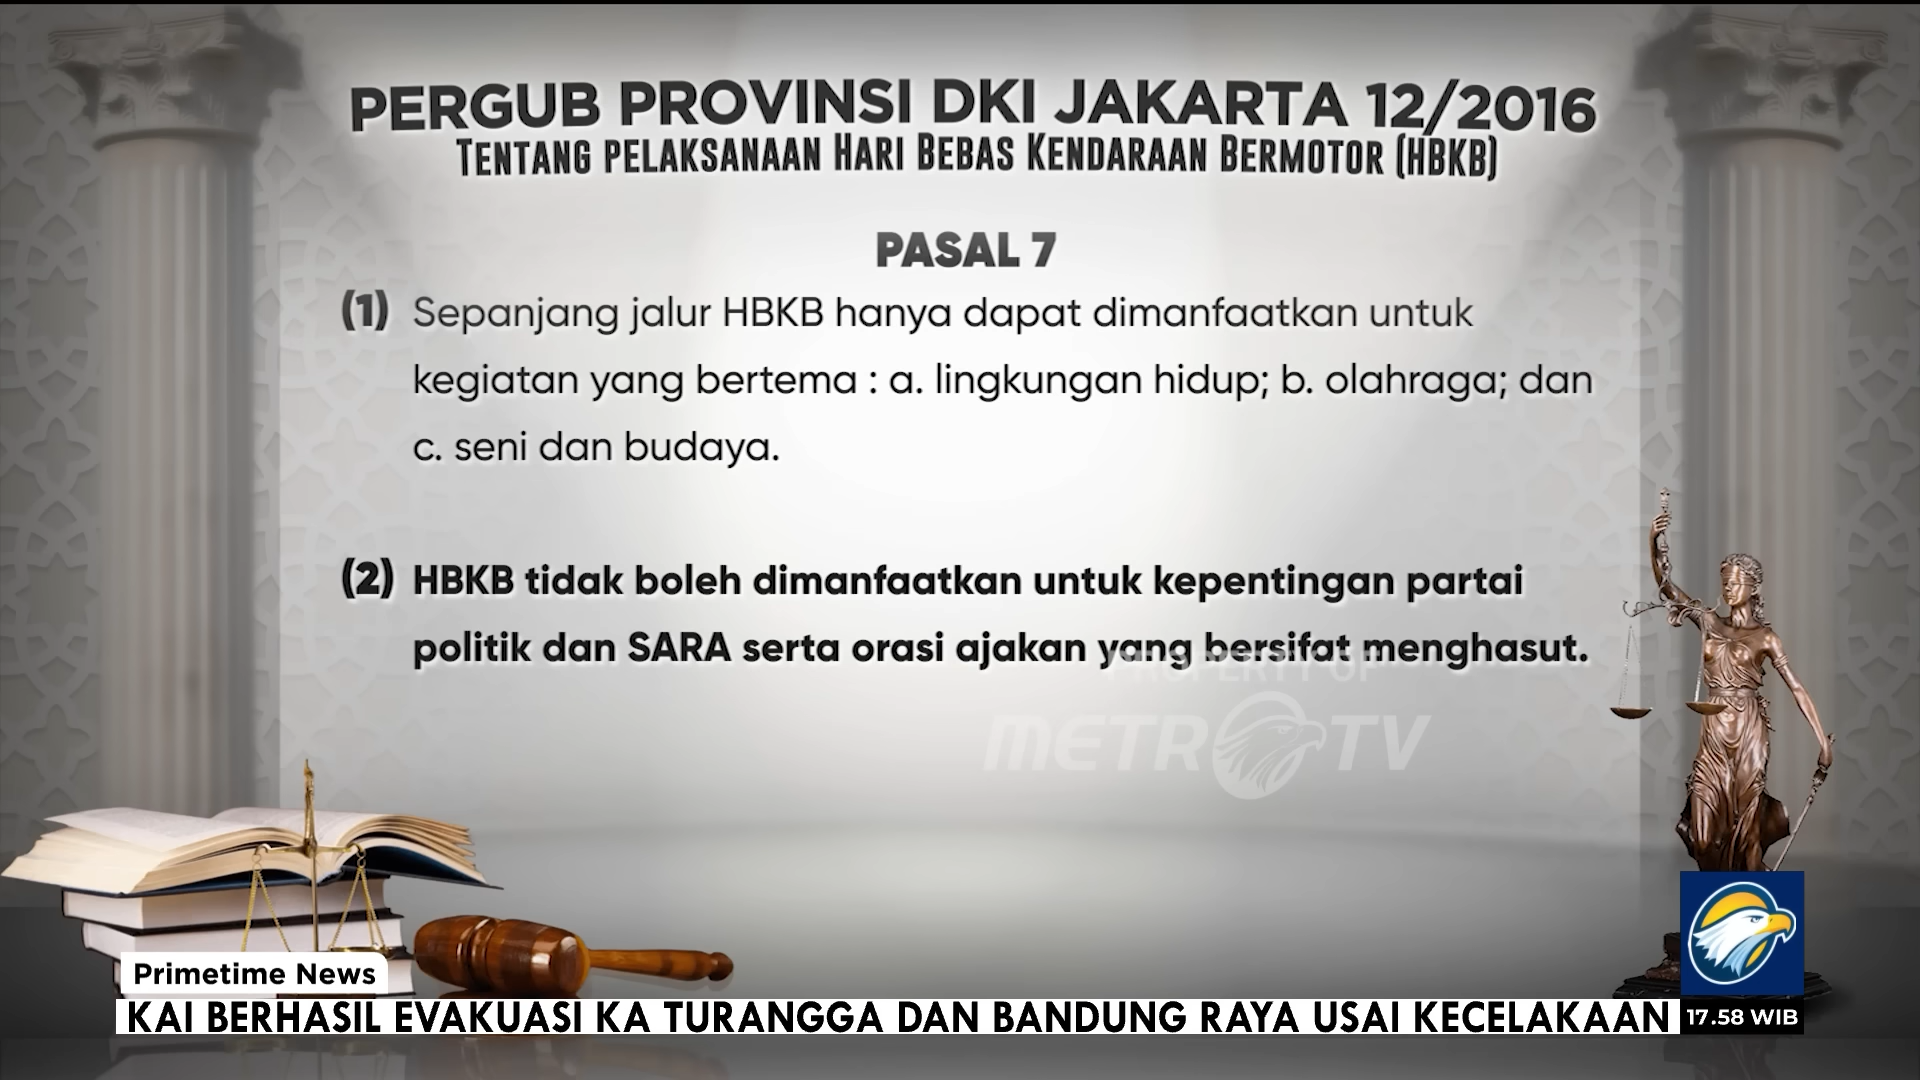 PERGUB PROVINSI DKI JAKARTA 12/2016
TENTANG PELAKSANAAN HARI BEBAS KENDARAAN BERMOTOR (HBKB)
PASAL 7
(1) Sepanjang jalur HBKB hanya dapat dimanfaatkan untuk
kegiatan yang bertema : a. lingkungan hidup; b. olahraga; dan
c. seni dan budaya.
(2) HBKB tidak boleh dimanfaatkan untuk kepentingan partai
politik dan SARA serta orasi ajakan yang bersifat menghasut.
PROPERTY OF
METRO TV
Primetime News
KAI BERHASIL EVAKUASI KA TURANGGA DAN BANDUNG RAYA USAI KECELAKAAN
17.58 WIB